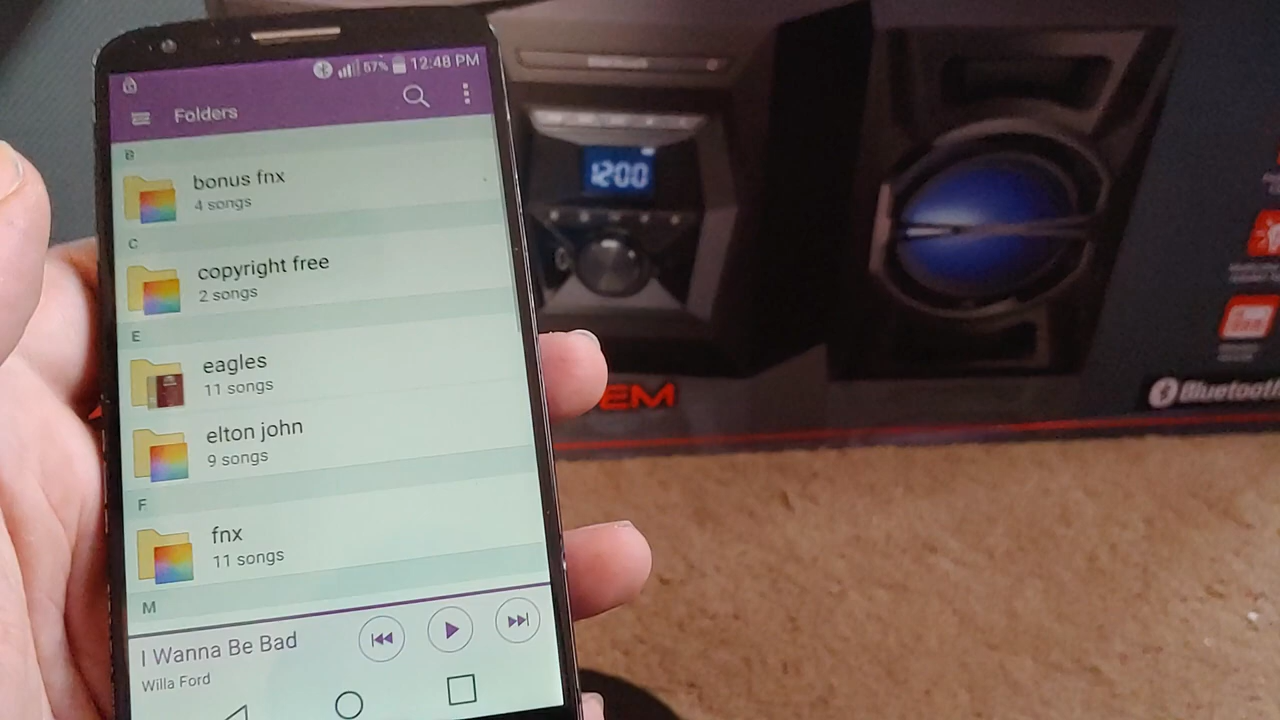 57% 12:48 PM
Folders
B
bonus fnx
4 songs
C
copyright free
2 songs
E
eagles
11 songs
elton john
9 songs
F
fnx
11 songs
M
I Wanna Be Bad
Willa Ford
12:00
EM
Bluetooth